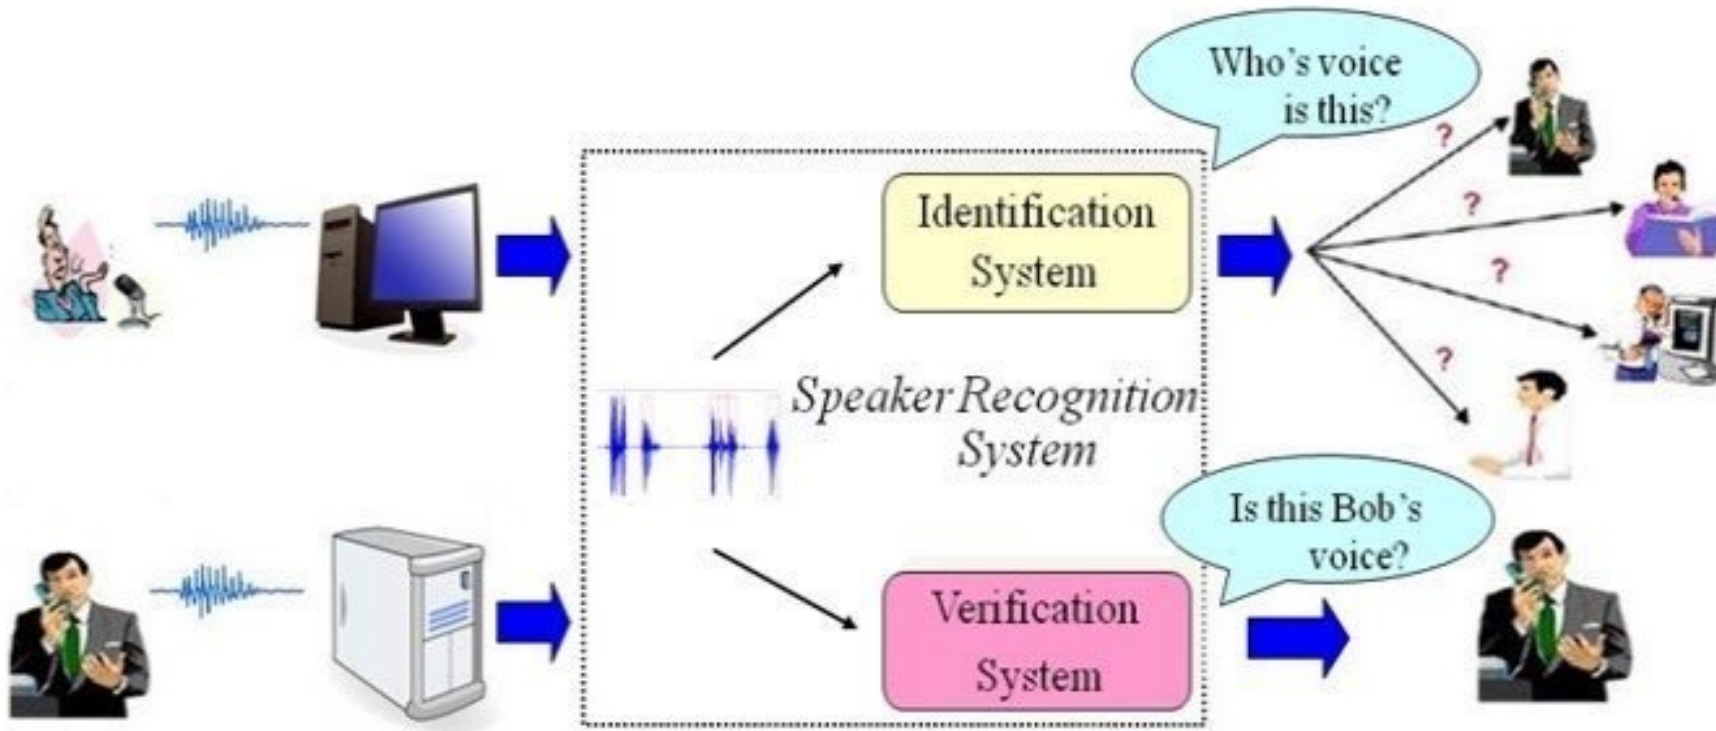 Who's voice
is this?
?
?
?
?
Identification
System
Speaker Recognition
System
Is this Bob's
voice?
Verification
System